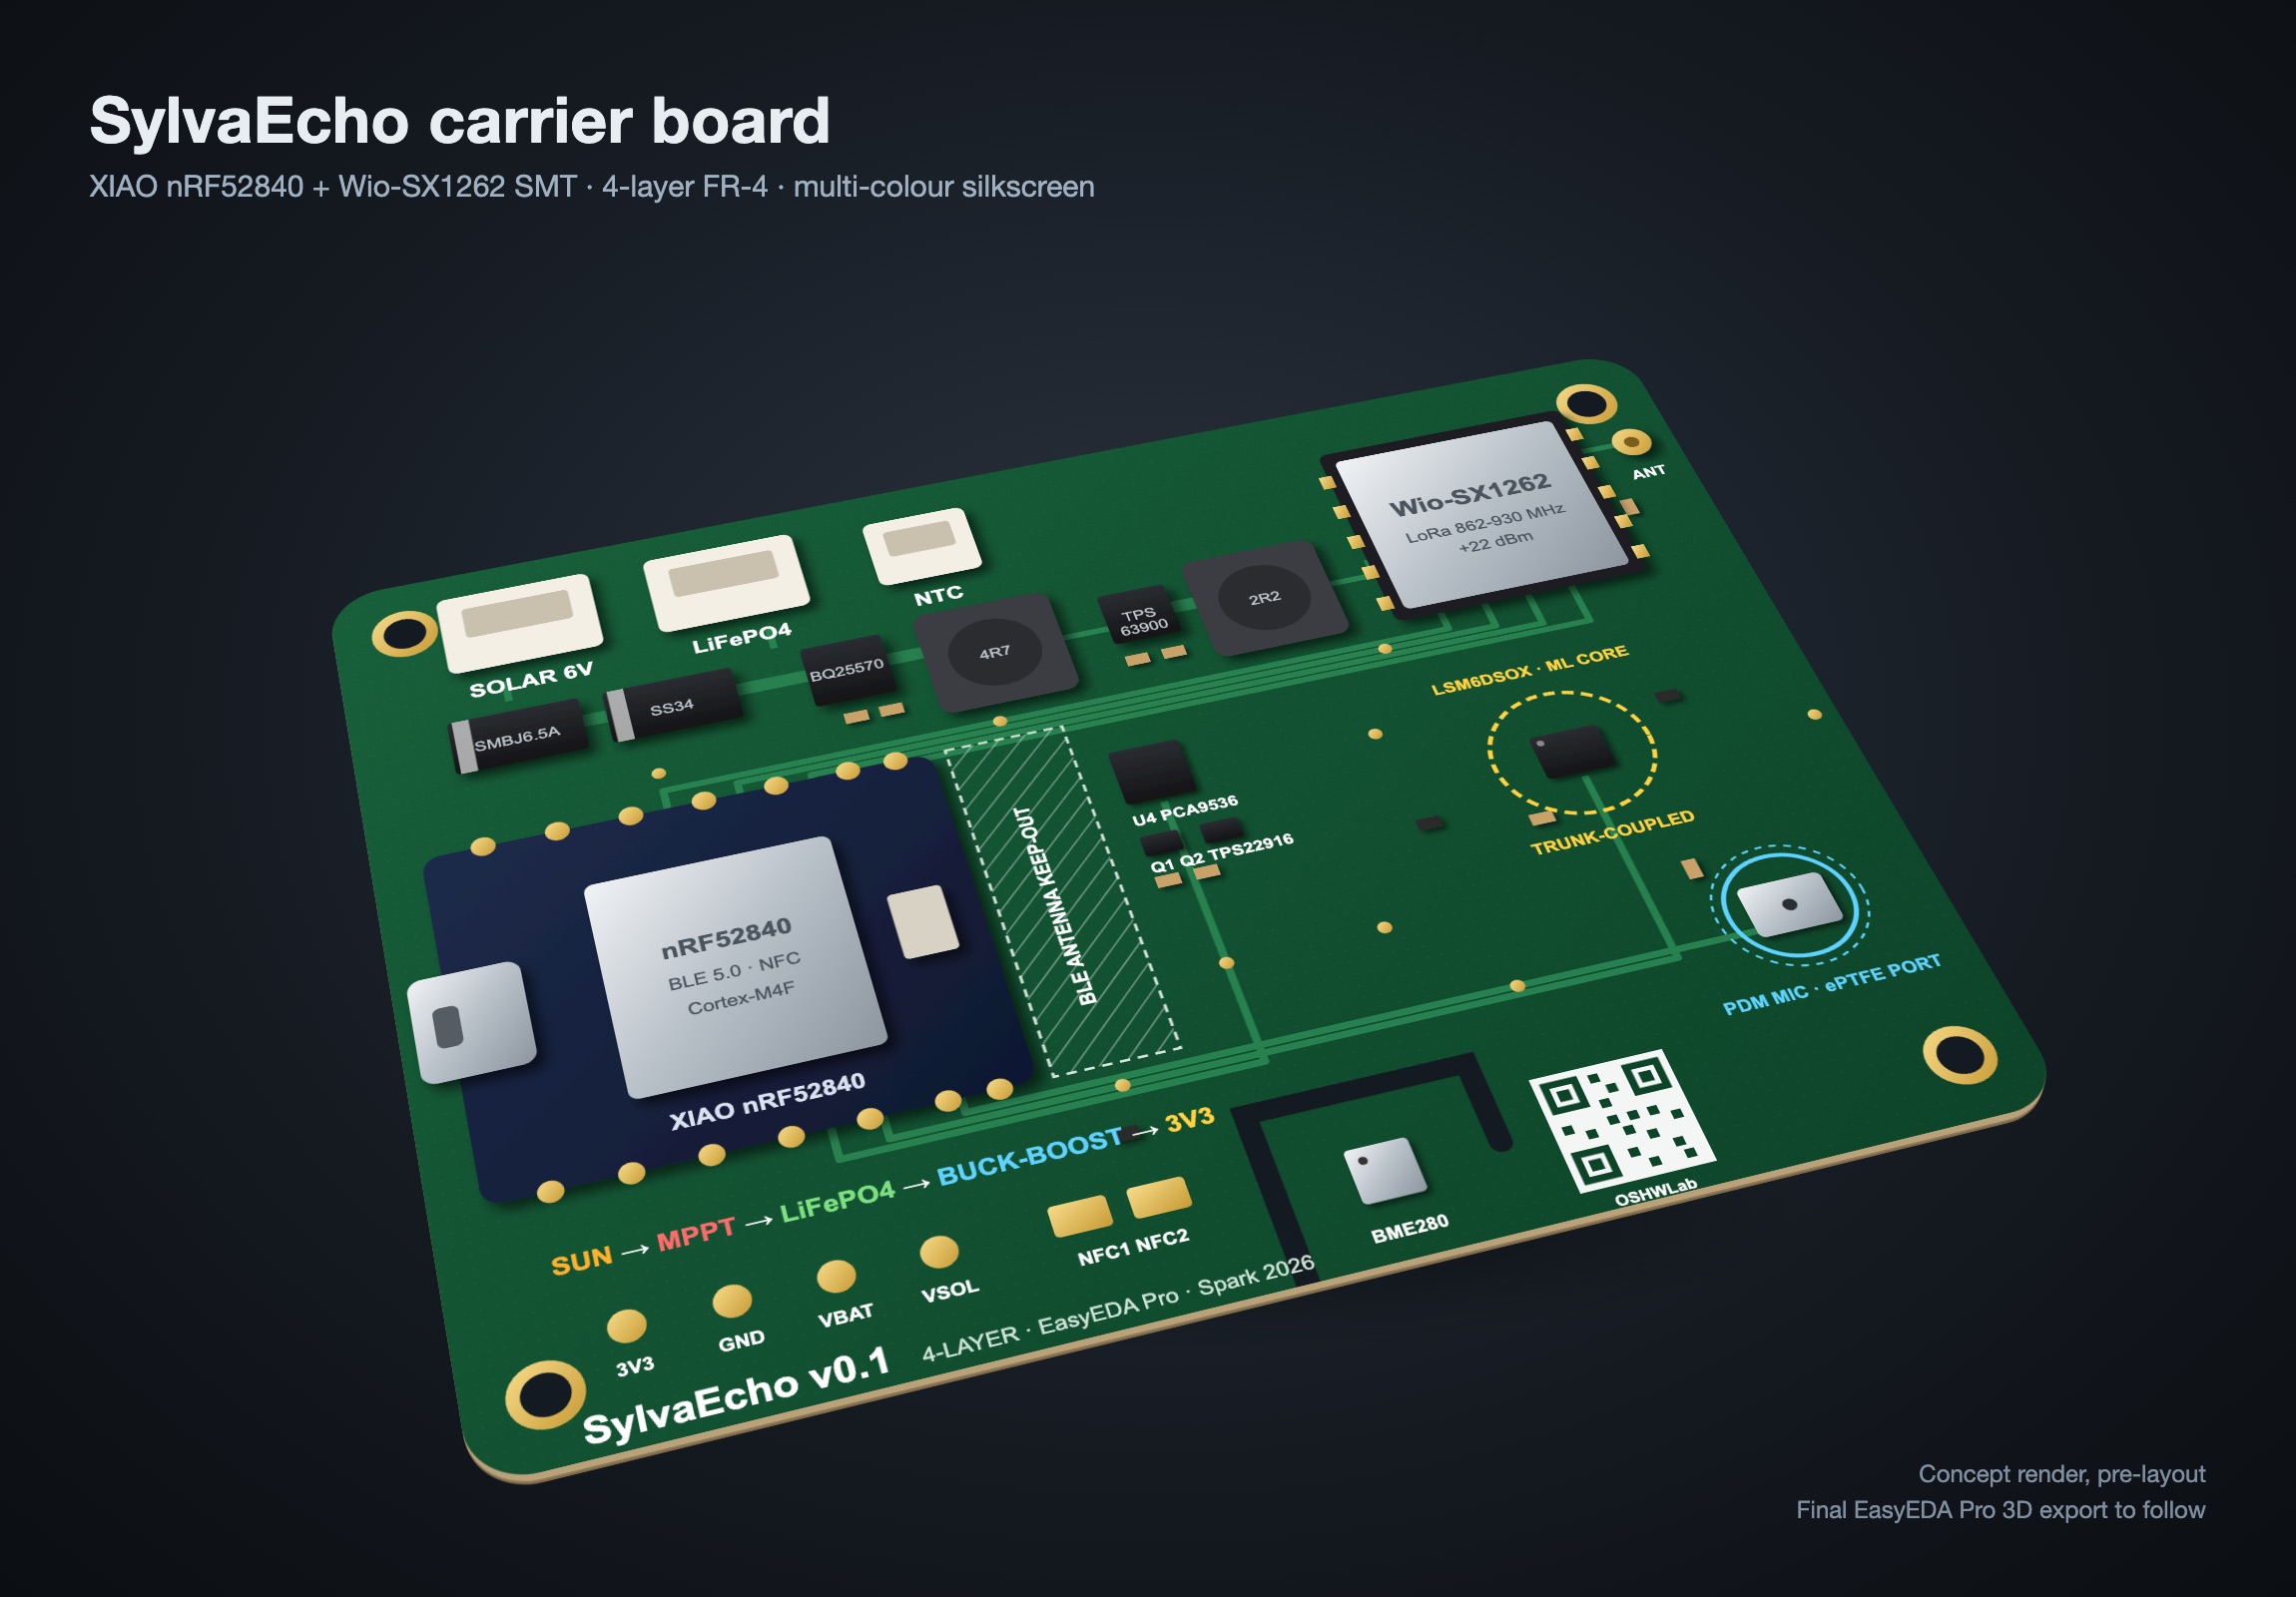 SylvaEcho carrier board
XIAO nRF52840 + Wio-SX1262 SMT · 4-layer FR-4 · multi-colour silkscreen
Wio-SX1262
LoRa 862-930 MHz
+22 dBm
ANT
NTC
LiFePO4
SOLAR 6V
SMBJ6.5A
SS34
BQ25570
4R7
TPS
63900
2R2
LSM6DSOX · ML CORE
TRUNK-COUPLED
U4 PCA9536
Q1 Q2 TPS22916
BLE ANTENNA KEEP-OUT
PDM MIC · ePTFE PORT
nRF52840
BLE 5.0 · NFC
Cortex-M4F
XIAO nRF52840
SUN → MPPT → LiFePO4 → BUCK-BOOST → 3V3
NFC1 NFC2
BME280
OSHWLab
3V3
GND
VBAT
VSOL
SylvaEcho v0.1
4-LAYER · EasyEDA Pro · Spark 2026
Concept render, pre-layout
Final EasyEDA Pro 3D export to follow